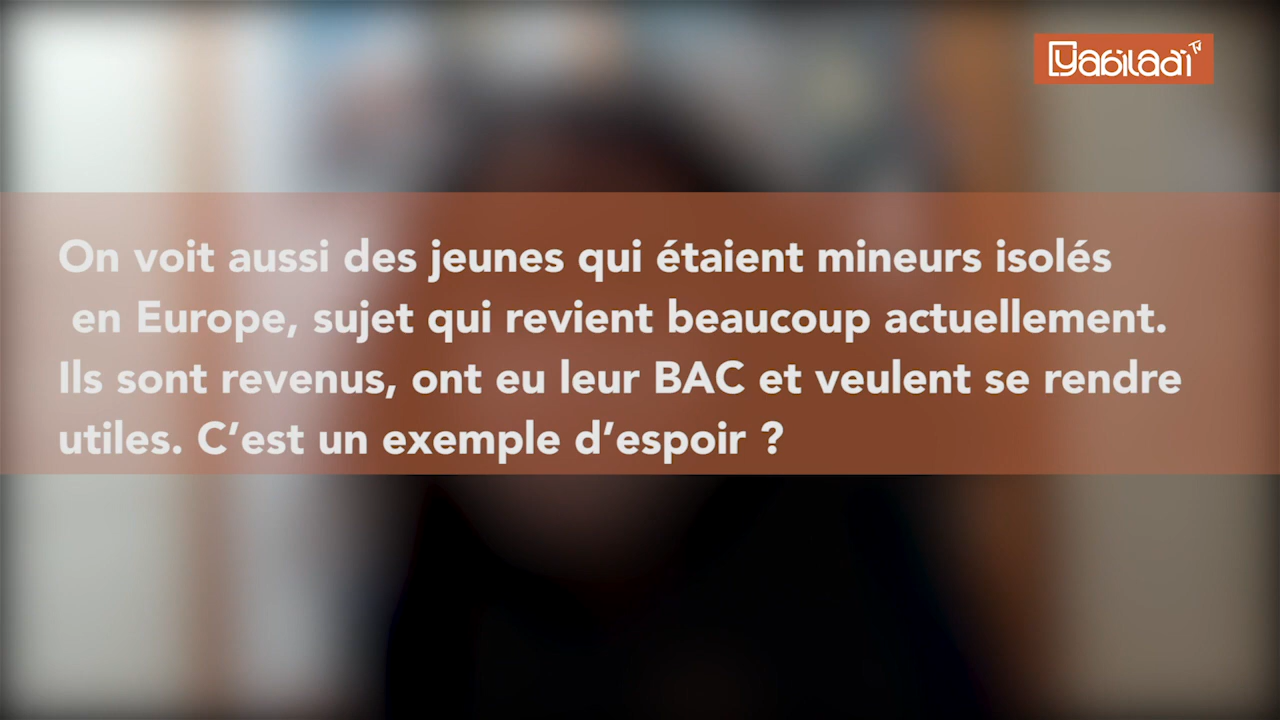 Yabiladi TV
On voit aussi des jeunes qui étaient mineurs isolés
en Europe, sujet qui revient beaucoup actuellement.
Ils sont revenus, ont eu leur BAC et veulent se rendre
utiles. C’est un exemple d’espoir ?